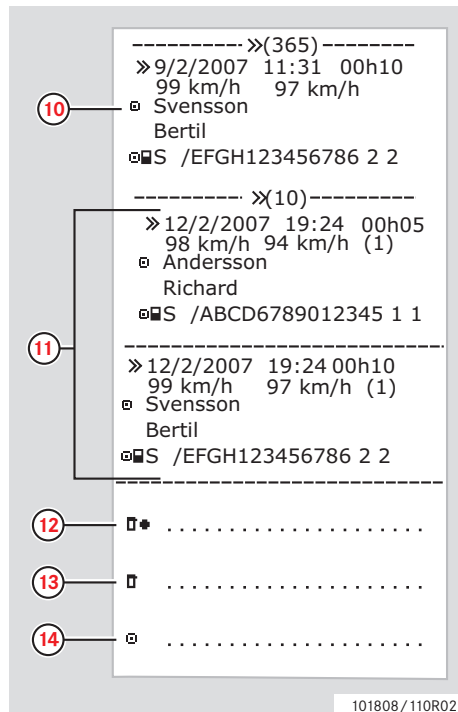 ---------- »(365)---------
»9/2/2007 11:31 00h10
99 km/h 97 km/h
10 Svensson
Bertil
S /EFGH123456786 2 2
---------- »(10)----------
»12/2/2007 19:24 00h05
98 km/h 94 km/h (1)
Andersson
Richard
S /ABCD6789012345 1 1
11
»12/2/2007 19:24 00h10
99 km/h 97 km/h (1)
Svensson
Bertil
S /EFGH123456786 2 2
12 . . . . . . . . . . . . . . . . . . . . .
13 . . . . . . . . . . . . . . . . . . . . .
14 . . . . . . . . . . . . . . . . . . . . .
101808/110R02